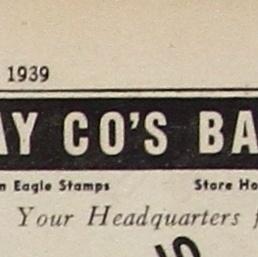 1939
AY CO'S BA
n Eagle Stamps Store Ho
Your Headquarters f